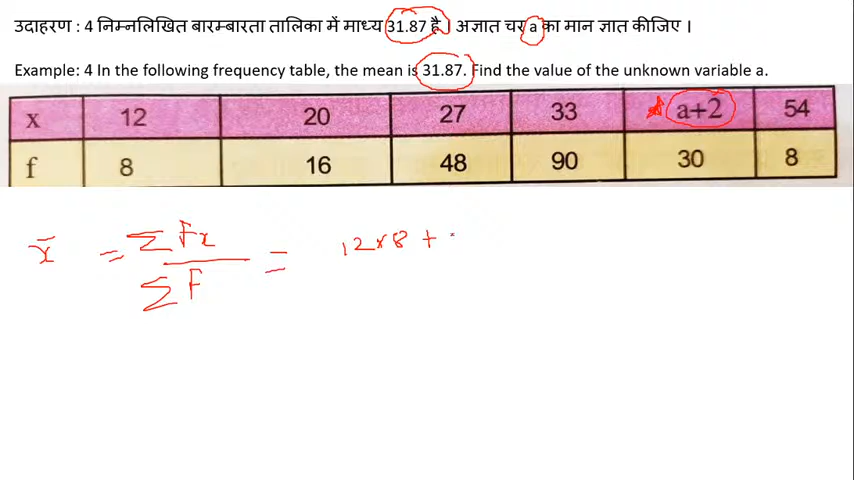 उदाहरण : 4 निम्नलिखित बारम्बारता तालिका में माध्य 31.87 है । अज्ञात चर a का मान ज्ञात कीजिए ।
Example: 4 In the following frequency table, the mean is 31.87. Find the value of the unknown variable a.
x 12 20 27 33 a+2 54
f 8 16 48 90 30 8
x̄ = ∑ Fx / ∑ F = 12×8 +